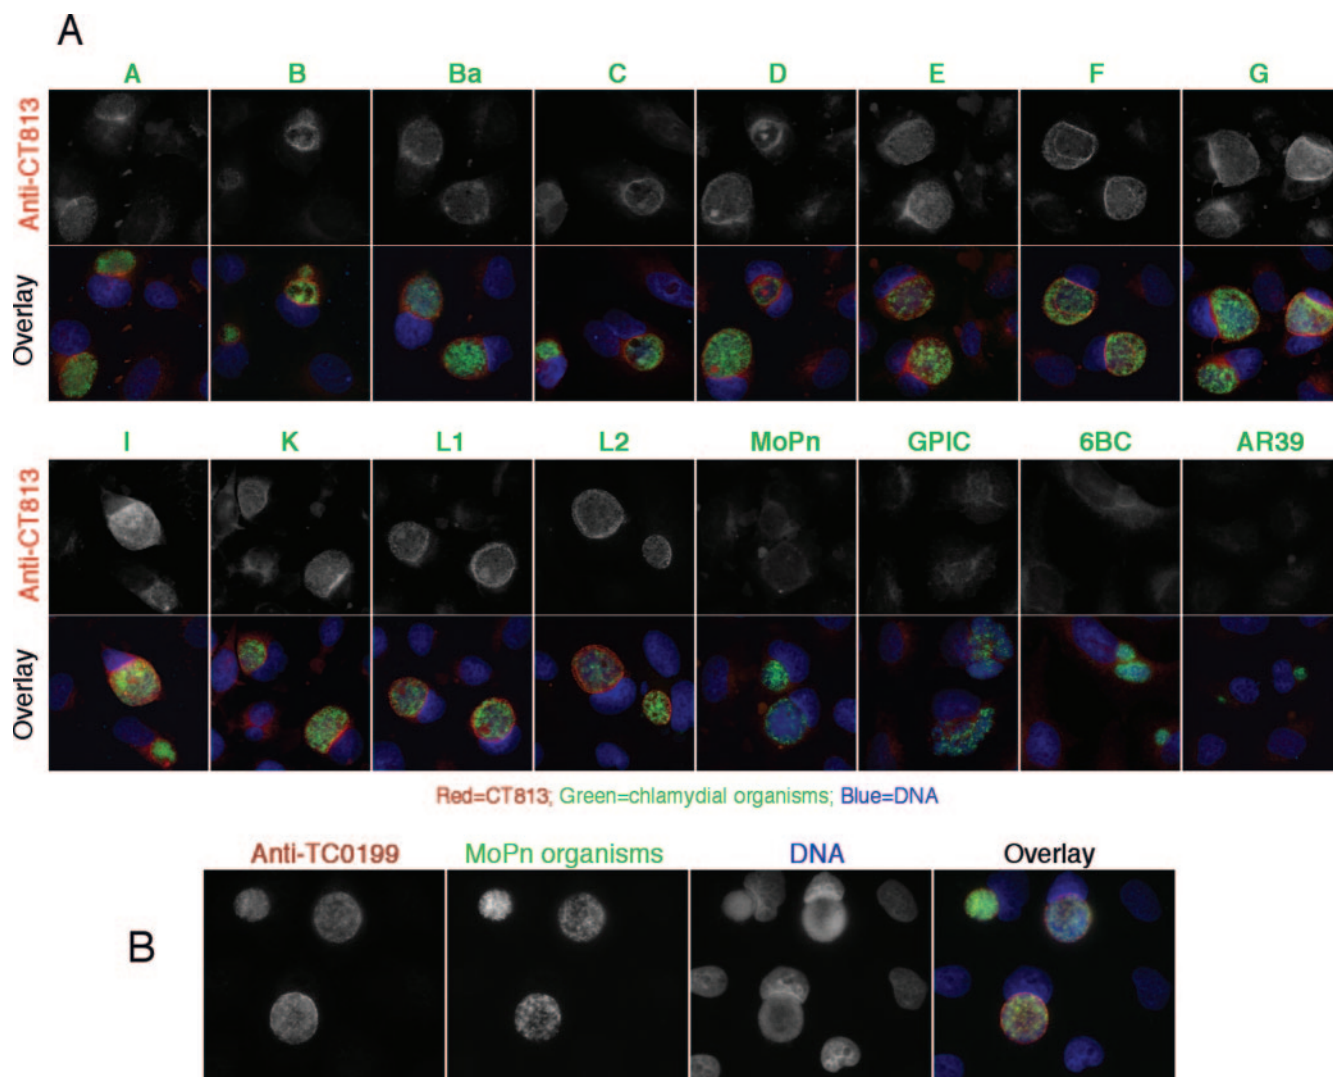 A
A B Ba C D E F G
Anti-CT813
Overlay
I K L1 L2 MoPn GPIC 6BC AR39
Anti-CT813
Overlay
Red=CT813; Green=chlamydial organisms; Blue=DNA
Anti-TC0199 MoPn organisms DNA Overlay
B